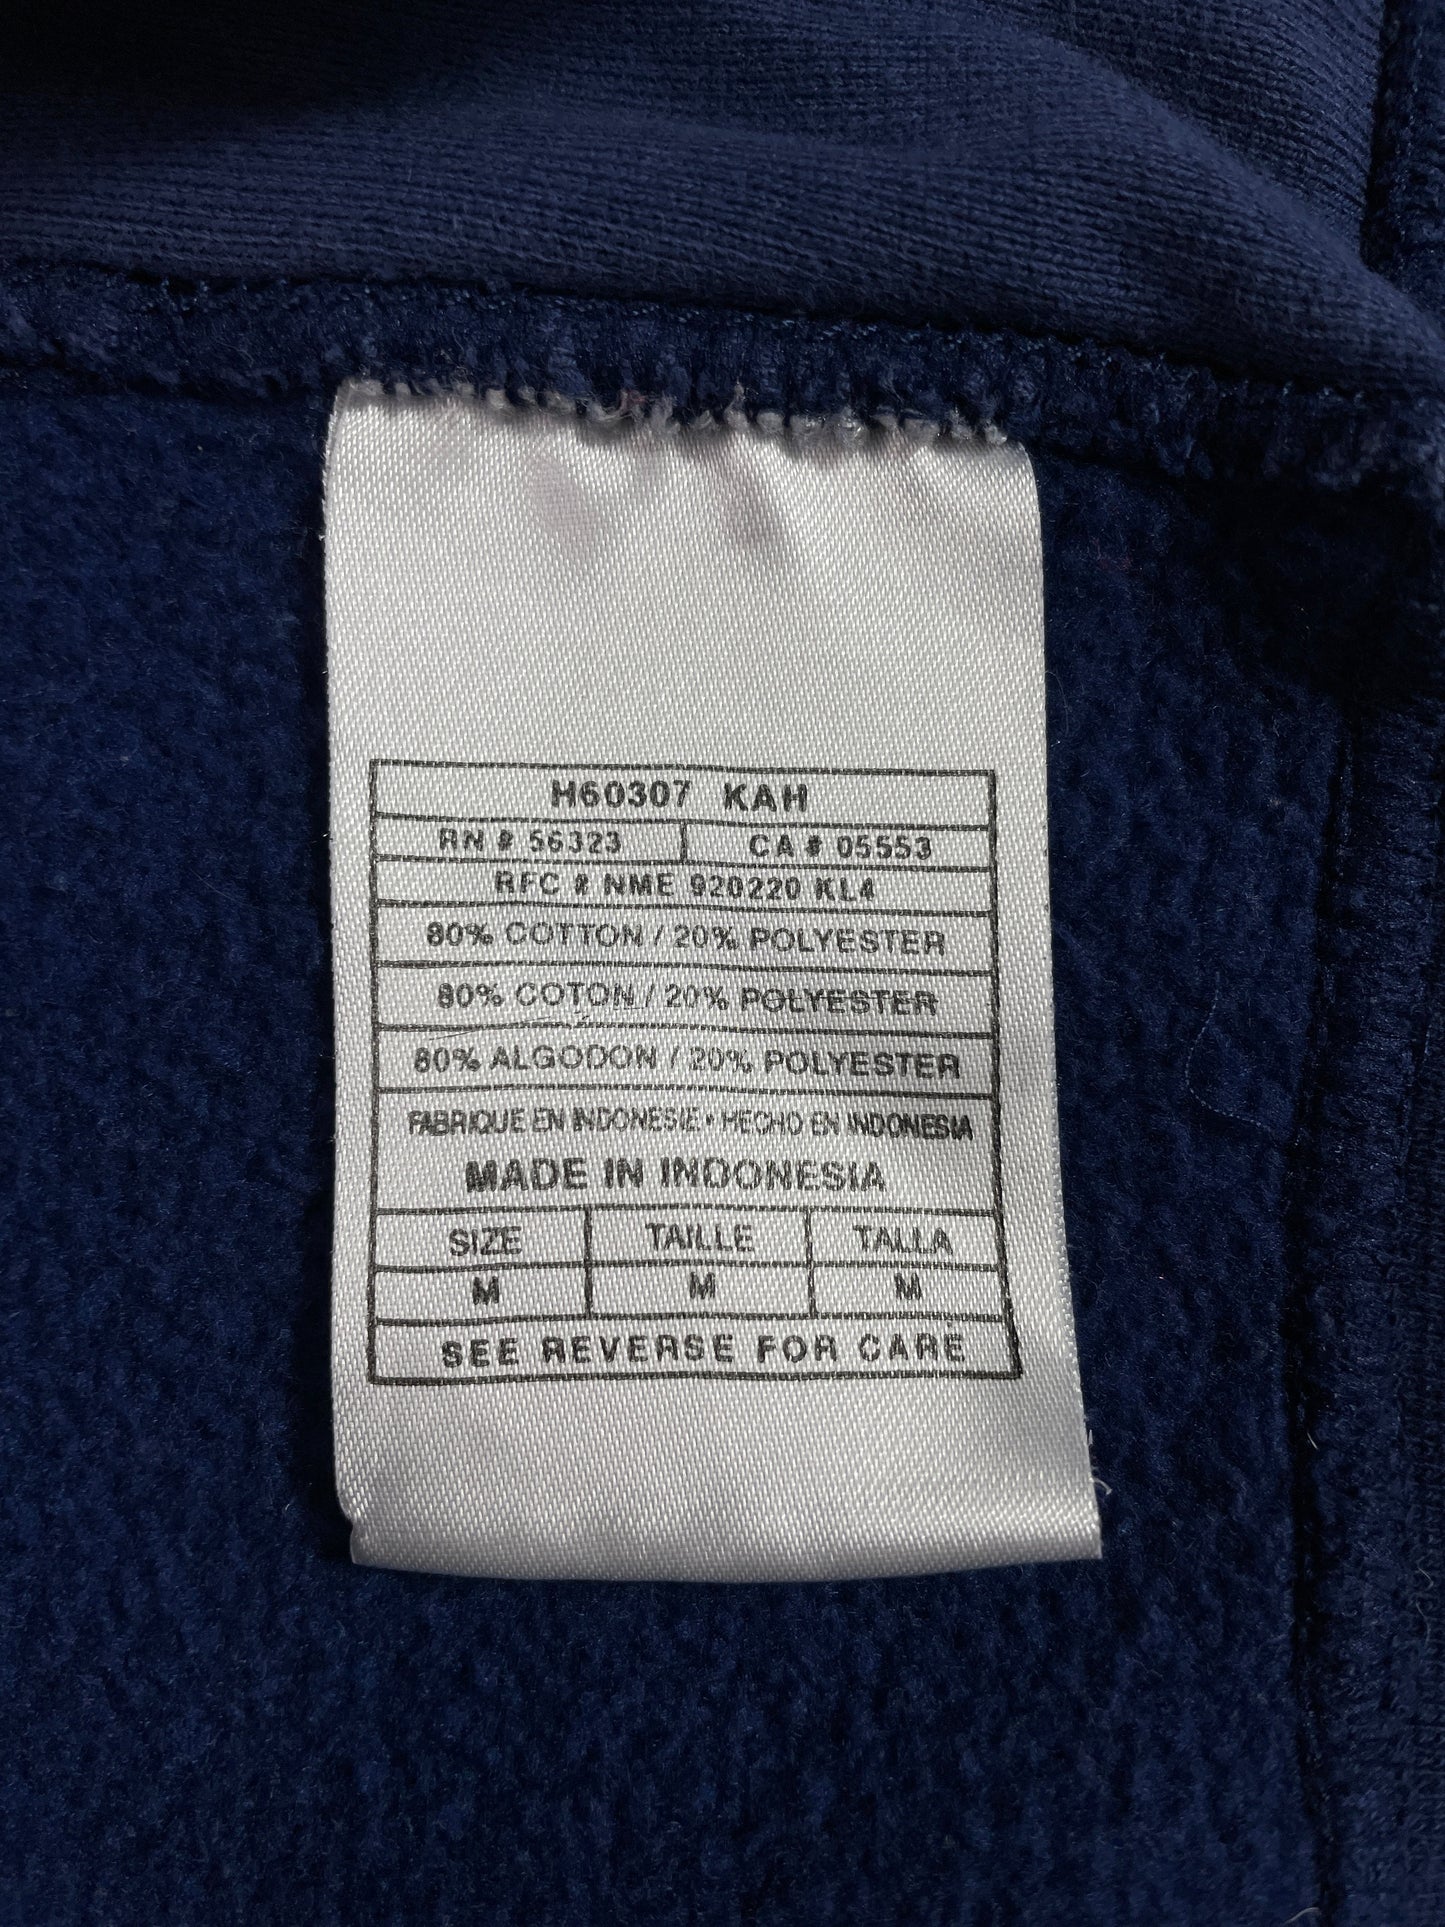 H60307 KAH
RN # 56323 CA # 05553
RFC # NME 920220 KL4
80% COTTON / 20% POLYESTER
80% COTON / 20% POLYESTER
80% ALGODON / 20% POLYESTER
FABRIQUE EN INDONESIE • HECHO EN INDONESIA
MADE IN INDONESIA
SIZE TAILLE TALLA
M M M
SEE REVERSE FOR CARE